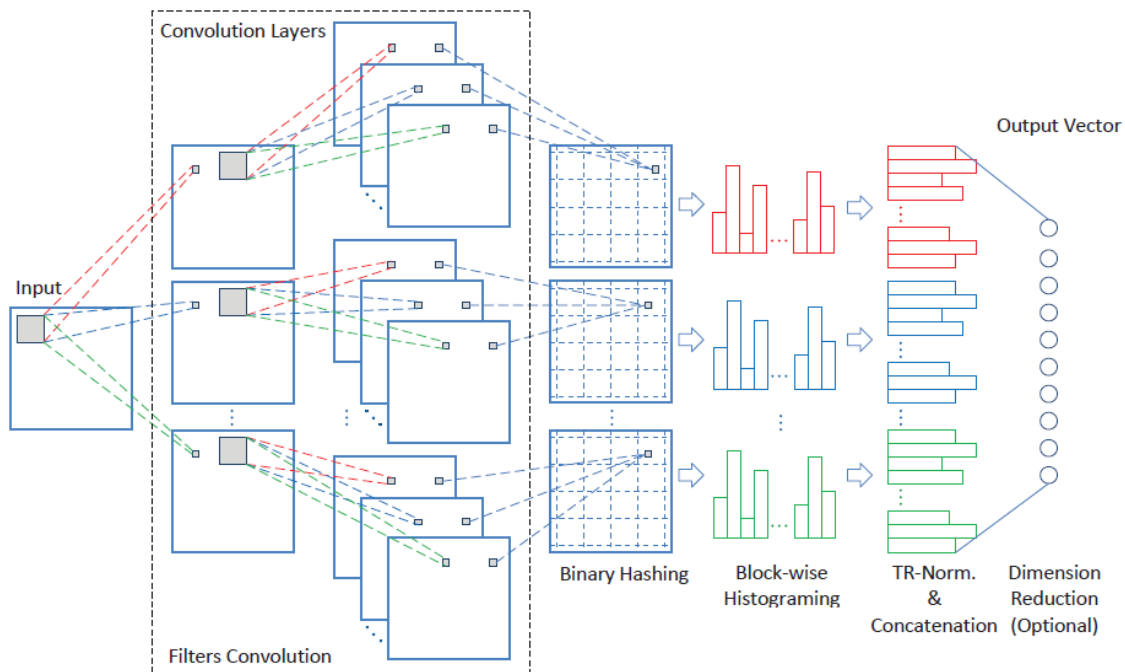 Convolution Layers
Output Vector
Input
Binary Hashing
Block-wise
Histograming
TR-Norm.
&
Concatenation
Dimension
Reduction
(Optional)
Filters Convolution